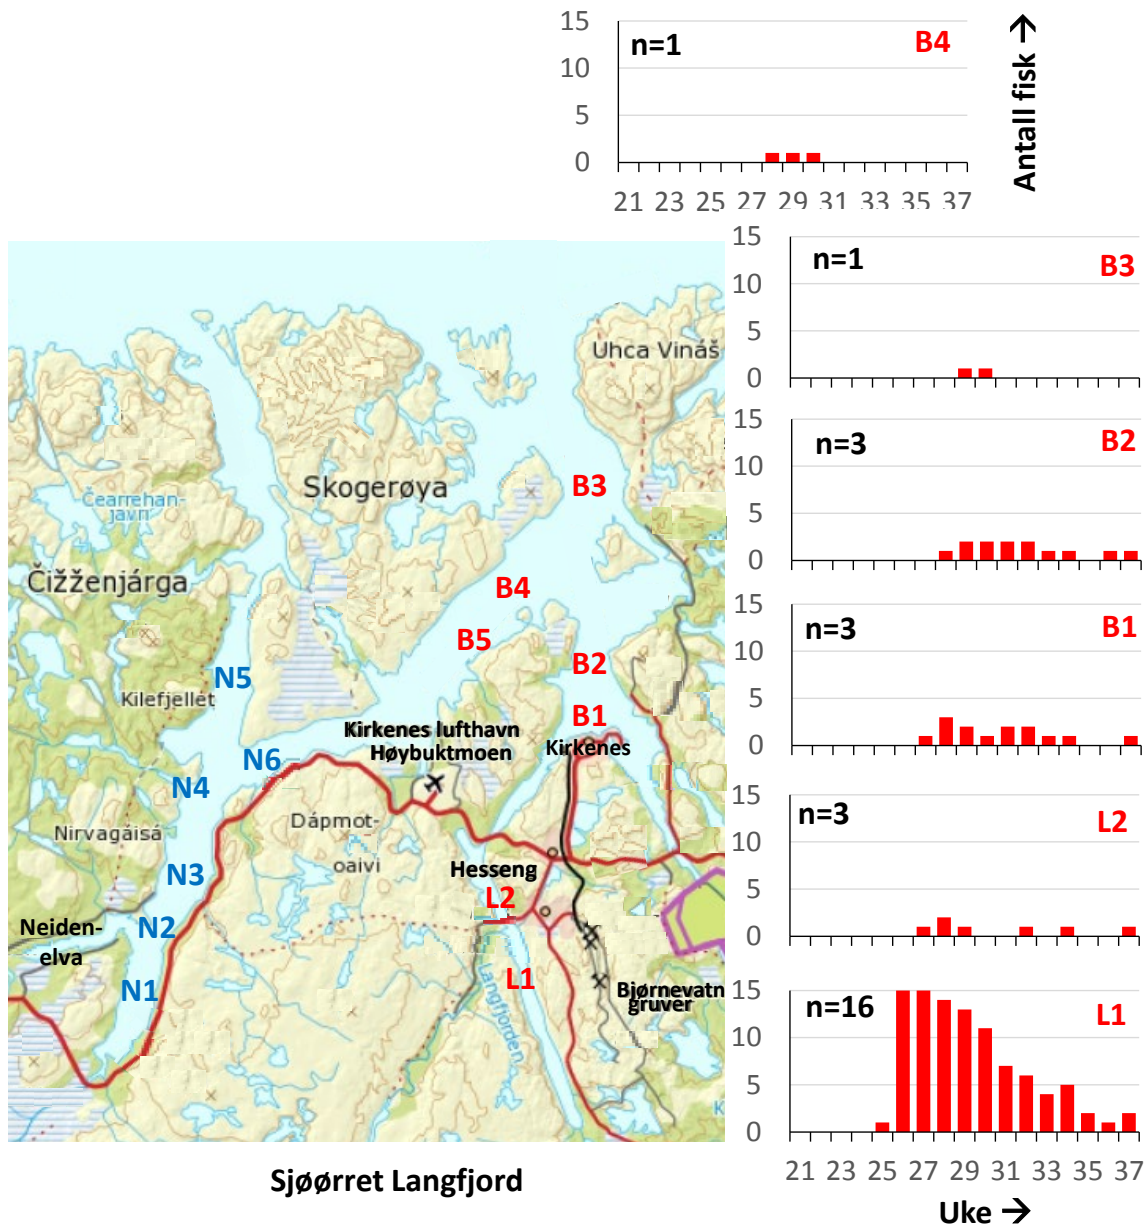 15
n=1
B4
10
5
0
21 23 25 27 29 31 33 35 37
Antall fisk →
15
n=1
B3
10
5
0
15
n=3
B2
10
5
0
15
n=3
B1
10
5
0
15
n=3
L2
10
5
0
15
n=16
L1
10
5
0
21 23 25 27 29 31 33 35 37
Uke →
Uhca Vináš
Skogerøya
B3
Čearrehan-
javri
Čižženjárga
B4
B5
B2
N5
Kilefjellet
B1
Kirkenes lufthavn
Høybuktmoen
Kirkenes
N6
N4
Nirvagáisá
Dápmot-
oaivi
Hesseng
N3
L2
Neiden-
elva
N2
L1
N1
Langfjorden
Bjørnevatn
gruver
K
Sjøørret Langfjord